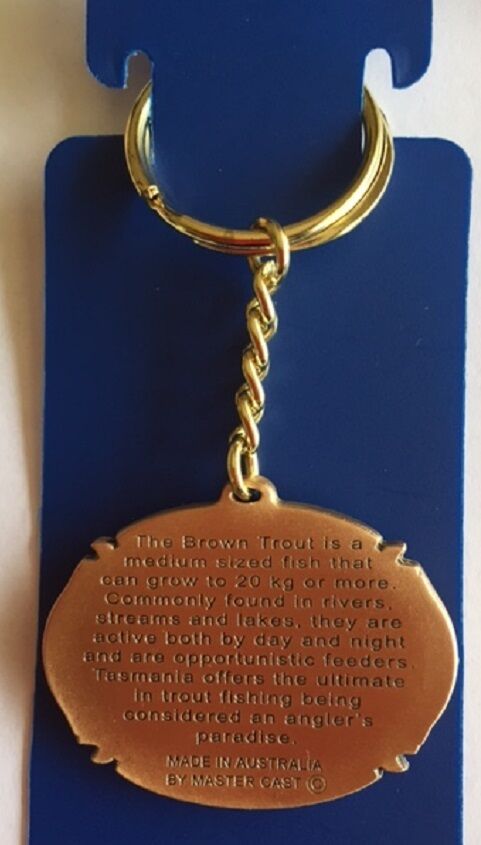 The Brown Trout is a
medium sized fish that
can grow to 20 kg or more.
Commonly found in rivers,
streams and lakes, they are
active both by day and night
and are opportunistic feeders.
Tasmania offers the ultimate
in trout fishing being
considered an angler's
paradise.
MADE IN AUSTRALIA
BY MASTER CAST ©